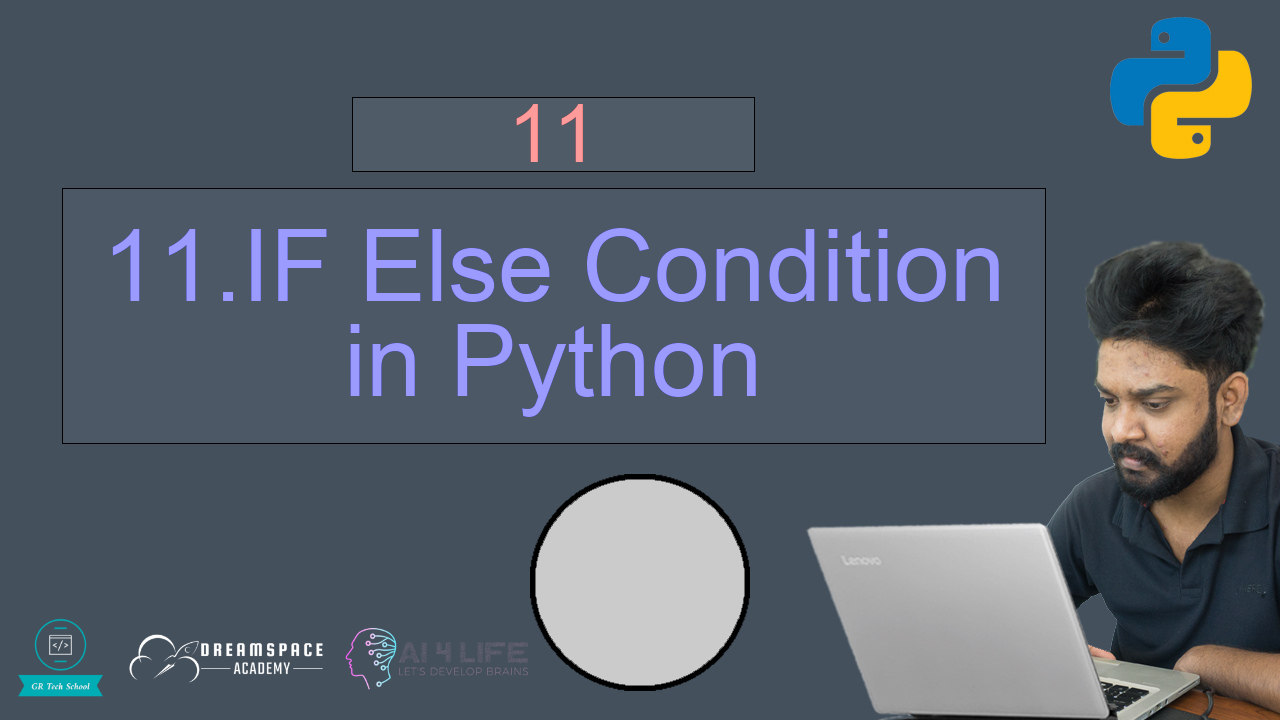 11
11.IF Else Condition
in Python
Lenovo
GR Tech School
DREAMSPACE
ACADEMY
AI 4 LIFE
LET'S DEVELOP BRAINS